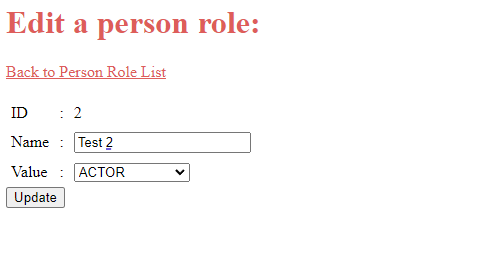 Edit a person role:
Back to Person Role List
ID : 2
Name : Test 2
Value : ACTOR
Update